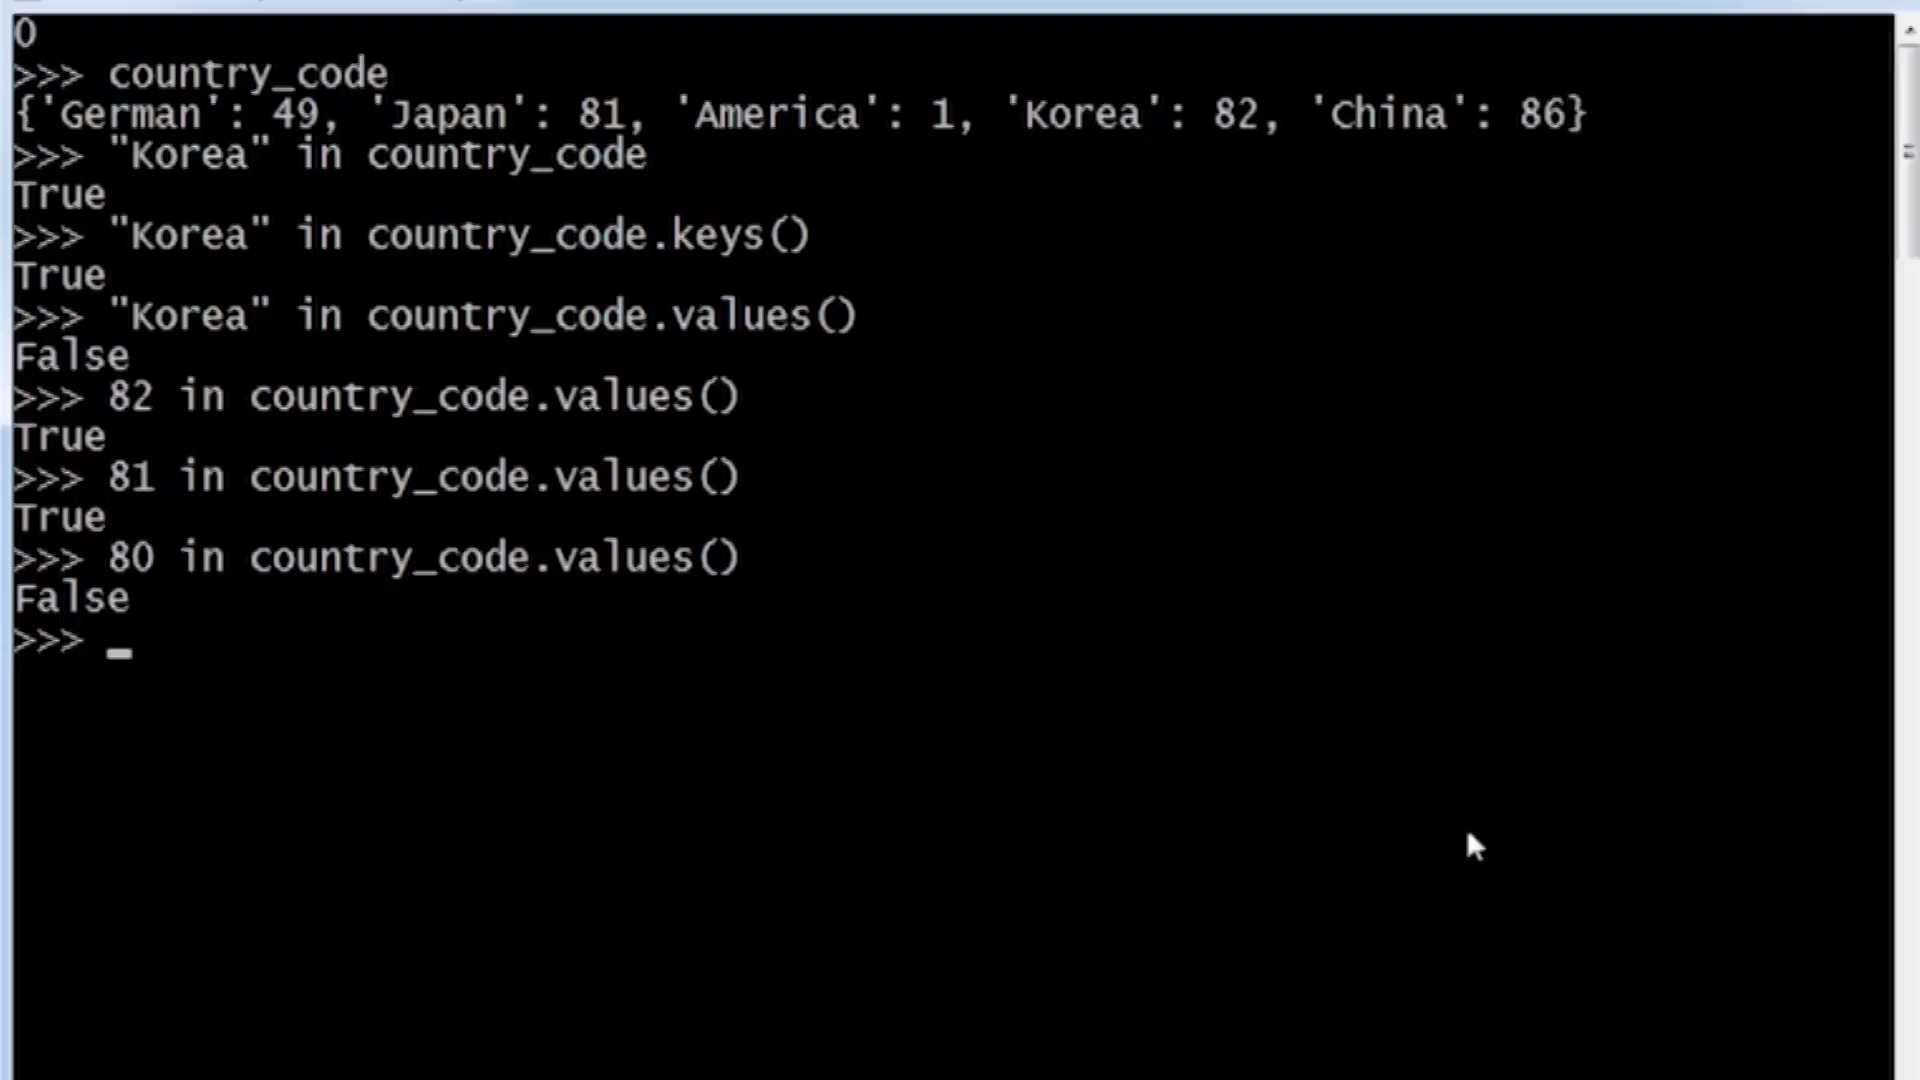 0
>>> country_code
{'German': 49, 'Japan': 81, 'America': 1, 'Korea': 82, 'China': 86}
>>> "Korea" in country_code
True
>>> "Korea" in country_code.keys()
True
>>> "Korea" in country_code.values()
False
>>> 82 in country_code.values()
True
>>> 81 in country_code.values()
True
>>> 80 in country_code.values()
False
>>> _